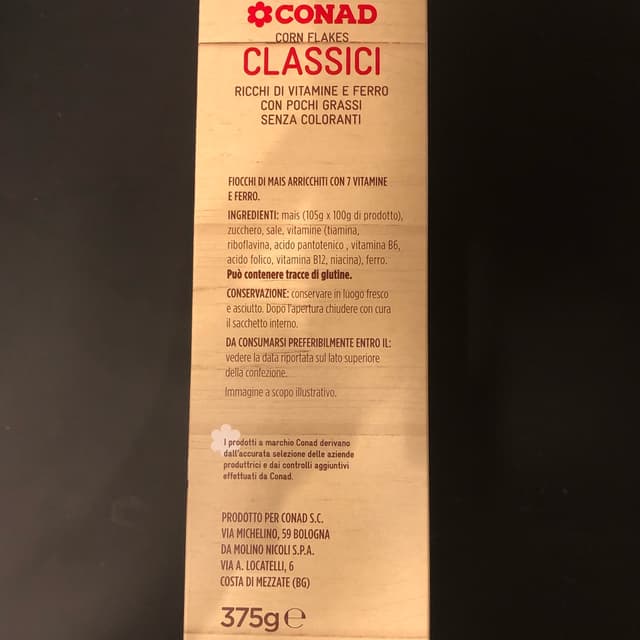 CONAD
CORN FLAKES
CLASSICI
RICCHI DI VITAMINE E FERRO
CON POCHI GRASSI
SENZA COLORANTI
FIOCCHI DI MAIS ARRICCHITI CON 7 VITAMINE
E FERRO.
INGREDIENTI: mais (105g x 100g di prodotto),
zucchero, sale, vitamine (tiamina,
riboflavina, acido pantotenico , vitamina B6,
acido folico, vitamina B12, niacina), ferro.
Può contenere tracce di glutine.
CONSERVAZIONE: conservare in luogo fresco
e asciutto. Dopo l'apertura chiudere con cura
il sacchetto interno.
DA CONSUMARSI PREFERIBILMENTE ENTRO IL:
vedere la data riportata sul lato superiore
della confezione.
Immagine a scopo illustrativo.
I prodotti a marchio Conad derivano
dall'accurata selezione delle aziende
produttrici e dai controlli aggiuntivi
effettuati da Conad.
PRODOTTO PER CONAD S.C.
VIA MICHELINO, 59 BOLOGNA
DA MOLINO NICOLI S.P.A.
VIA A. LOCATELLI, 6
COSTA DI MEZZATE (BG)
375g e